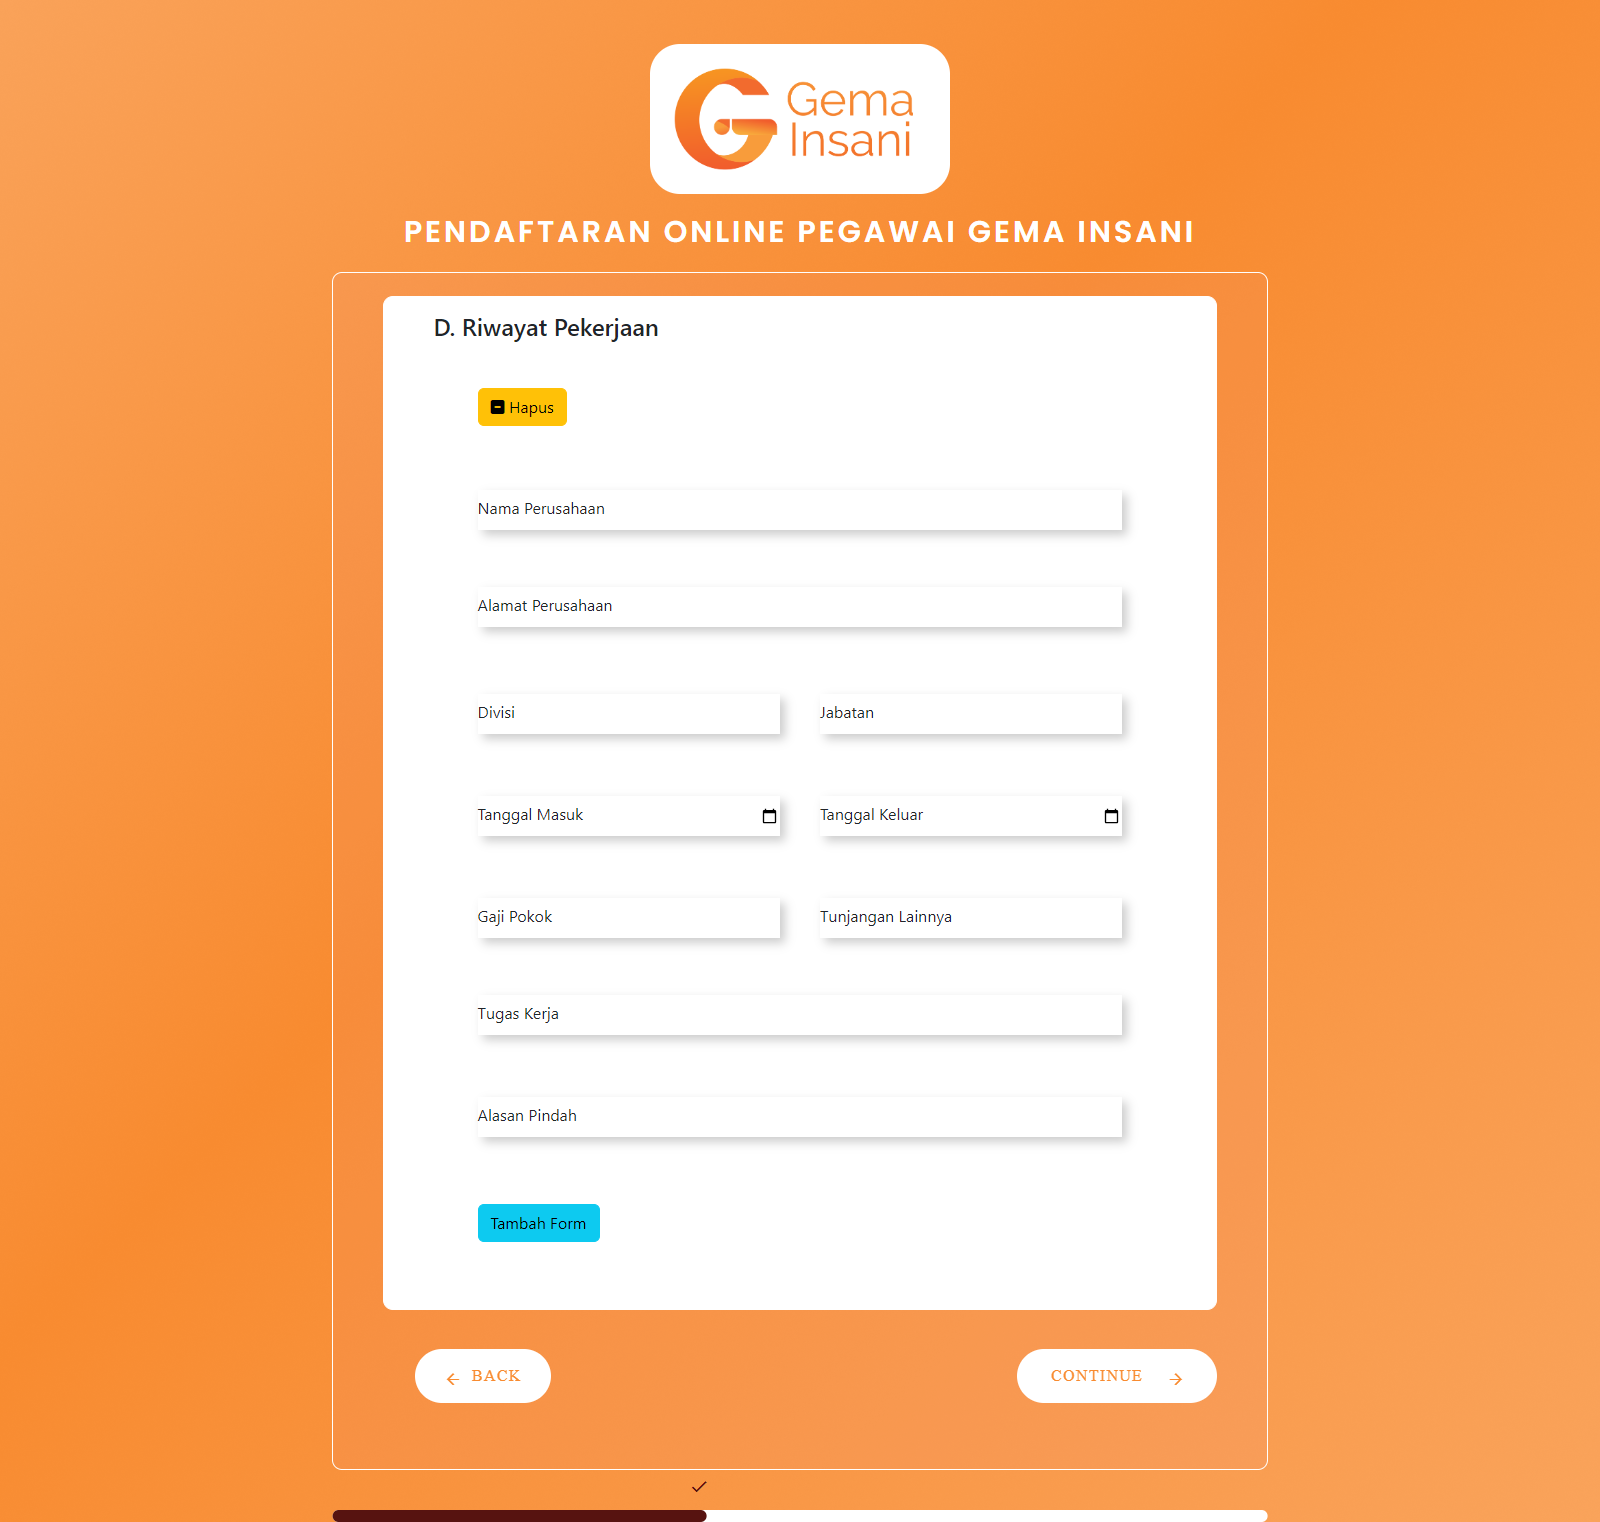 Gema
Insani
PENDAFTARAN ONLINE PEGAWAI GEMA INSANI
D. Riwayat Pekerjaan
Hapus
Nama Perusahaan
Alamat Perusahaan
Divisi
Jabatan
Tanggal Masuk
Tanggal Keluar
Gaji Pokok
Tunjangan Lainnya
Tugas Kerja
Alasan Pindah
Tambah Form
BACK
CONTINUE